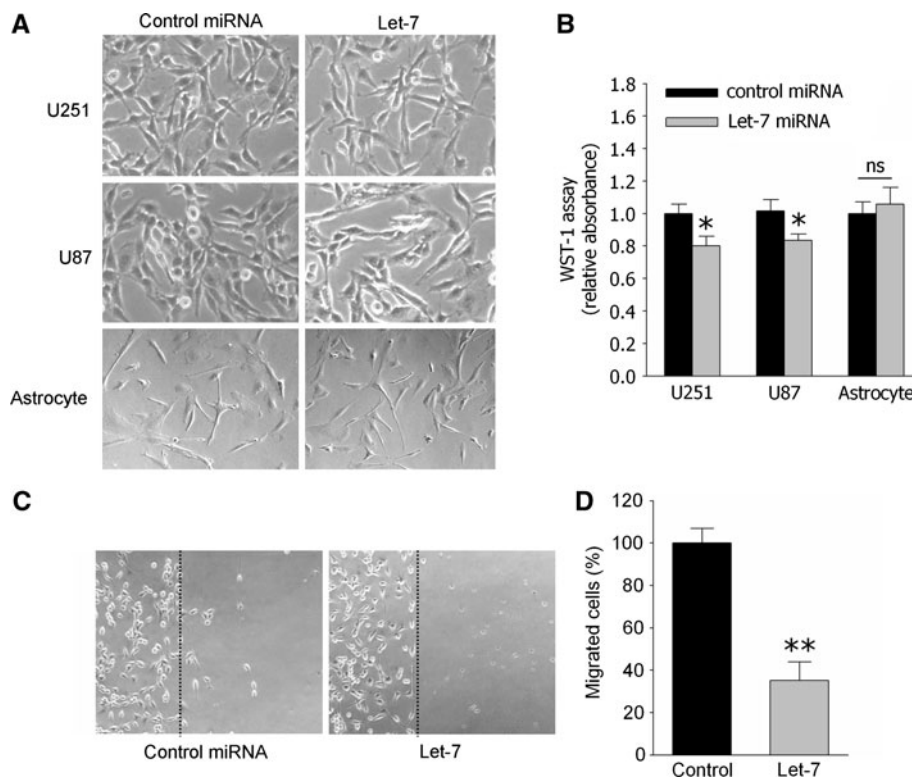 A
Control miRNA
Let-7
U251
U87
Astrocyte
B
control miRNA
Let-7 miRNA
WST-1 assay
(relative absorbance)
1.8
1.6
1.4
1.2
1.0
0.8
0.6
0.4
0.2
0.0
*
*
ns
U251
U87
Astrocyte
C
Control miRNA
Let-7
D
Migrated cells (%)
120
100
80
60
40
20
0
**
Control
Let-7